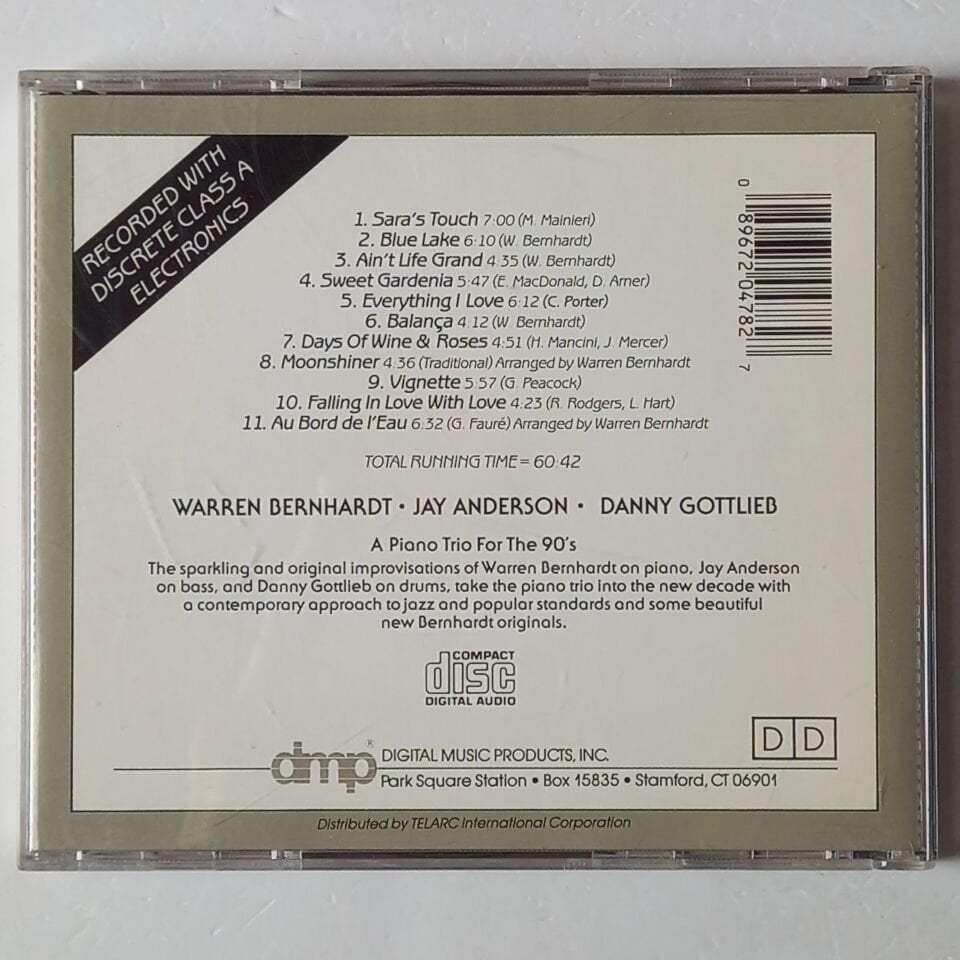 RECORDED WITH
DISCRETE CLASS A
ELECTRONICS
1. Sara's Touch 7:00 (M. Mainieri)
2. Blue Lake 6:10 (W. Bernhardt)
3. Ain't Life Grand 4:35 (W. Bernhardt)
4. Sweet Gardenia 5:47 (E. MacDonald, D. Arner)
5. Everything I Love 6:12 (C. Porter)
6. Balança 4:12 (W. Bernhardt)
7. Days Of Wine & Roses 4:51 (H. Mancini, J. Mercer)
8. Moonshiner 4:36 (Traditional) Arranged by Warren Bernhardt
9. Vignette 5:57 (G. Peacock)
10. Falling In Love With Love 4:23 (R. Rodgers, L. Hart)
11. Au Bord de l'Eau 6:32 (G. Fauré) Arranged by Warren Bernhardt
TOTAL RUNNING TIME = 60:42
0 89672 04782 7
WARREN BERNHARDT • JAY ANDERSON • DANNY GOTTLIEB
A Piano Trio For The 90's
The sparkling and original improvisations of Warren Bernhardt on piano, Jay Anderson
on bass, and Danny Gottlieb on drums, take the piano trio into the new decade with
a contemporary approach to jazz and popular standards and some beautiful
new Bernhardt originals.
COMPACT
disc
DIGITAL AUDIO
DD
dmp® DIGITAL MUSIC PRODUCTS, INC.
Park Square Station • Box 15835 • Stamford, CT 06901
Distributed by TELARC International Corporation